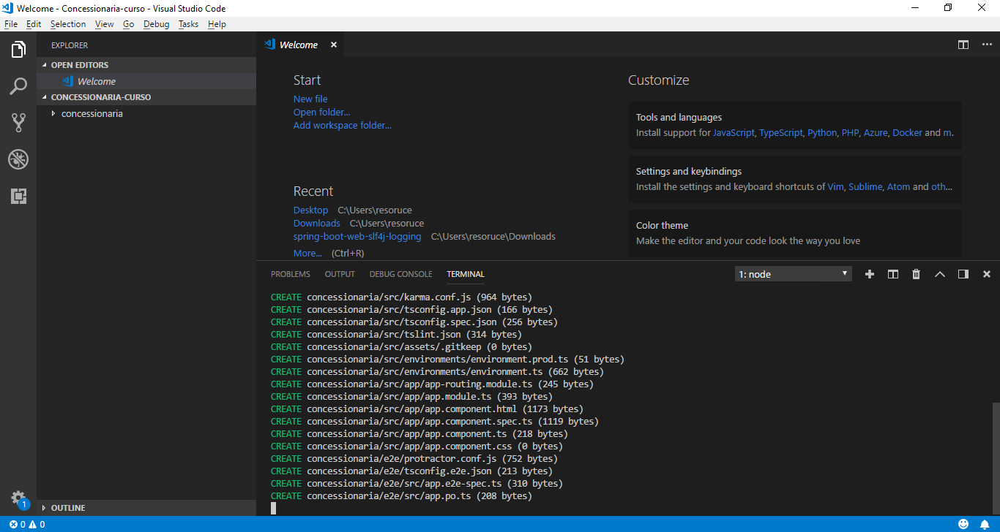 Welcome - Concessionaria-curso - Visual Studio Code
File Edit Selection View Go Debug Tasks Help
EXPLORER
OPEN EDITORS
Welcome
CONCESSIONARIA-CURSO
concessionaria
OUTLINE
1
Welcome
Start
New file
Open folder...
Add workspace folder...
Recent
Desktop C:\Users\resoruce
Downloads C:\Users\resoruce
spring-boot-web-slf4j-logging C:\Users\resoruce\Downloads
More... (Ctrl+R)
Customize
Tools and languages
Install support for JavaScript, TypeScript, Python, PHP, Azure, Docker and m.
Settings and keybindings
Install the settings and keyboard shortcuts of Vim, Sublime, Atom and oth...
Color theme
Make the editor and your code look the way you love
PROBLEMS OUTPUT DEBUG CONSOLE TERMINAL 1: node
CREATE concessionaria/src/karma.conf.js (964 bytes)
CREATE concessionaria/src/tsconfig.app.json (166 bytes)
CREATE concessionaria/src/tsconfig.spec.json (256 bytes)
CREATE concessionaria/src/tslint.json (314 bytes)
CREATE concessionaria/src/assets/.gitkeep (0 bytes)
CREATE concessionaria/src/environments/environment.prod.ts (51 bytes)
CREATE concessionaria/src/environments/environment.ts (662 bytes)
CREATE concessionaria/src/app/app-routing.module.ts (245 bytes)
CREATE concessionaria/src/app/app.module.ts (393 bytes)
CREATE concessionaria/src/app/app.component.html (1173 bytes)
CREATE concessionaria/src/app/app.component.spec.ts (1119 bytes)
CREATE concessionaria/src/app/app.component.ts (218 bytes)
CREATE concessionaria/src/app/app.component.css (0 bytes)
CREATE concessionaria/e2e/protractor.conf.js (752 bytes)
CREATE concessionaria/e2e/tsconfig.e2e.json (213 bytes)
CREATE concessionaria/e2e/src/app.e2e-spec.ts (310 bytes)
CREATE concessionaria/e2e/src/app.po.ts (208 bytes)
0 0